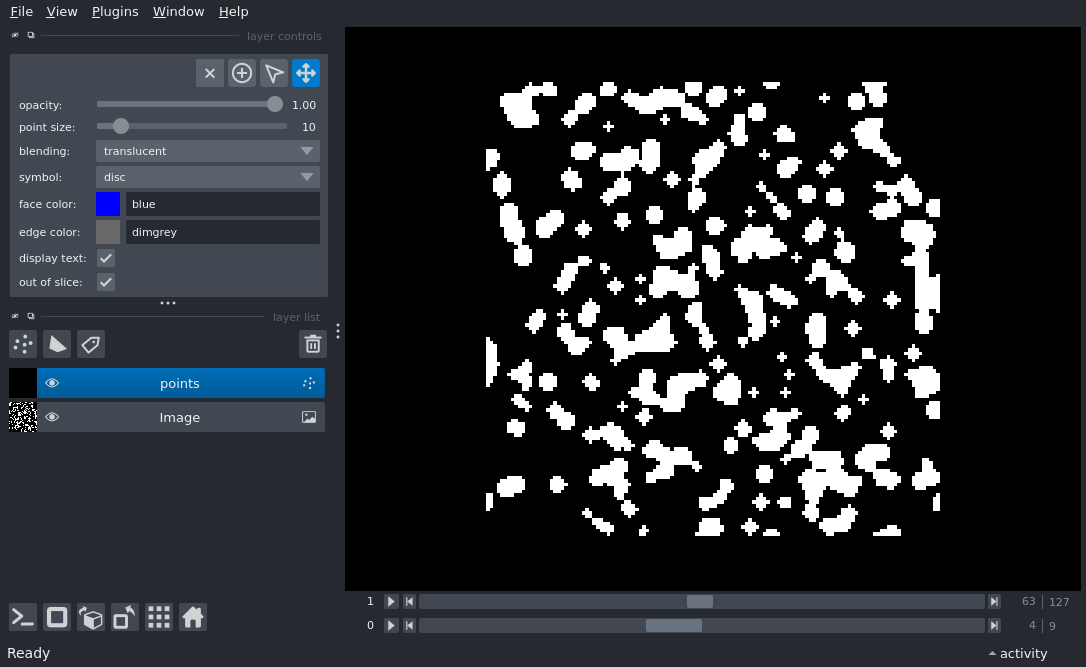 File View Plugins Window Help
layer controls
opacity: 1.00
point size: 10
blending: translucent
symbol: disc
face color: blue
edge color: dimgrey
display text:
out of slice:
layer list
points
Image
1 63 | 127
0 4 | 9
Ready activity